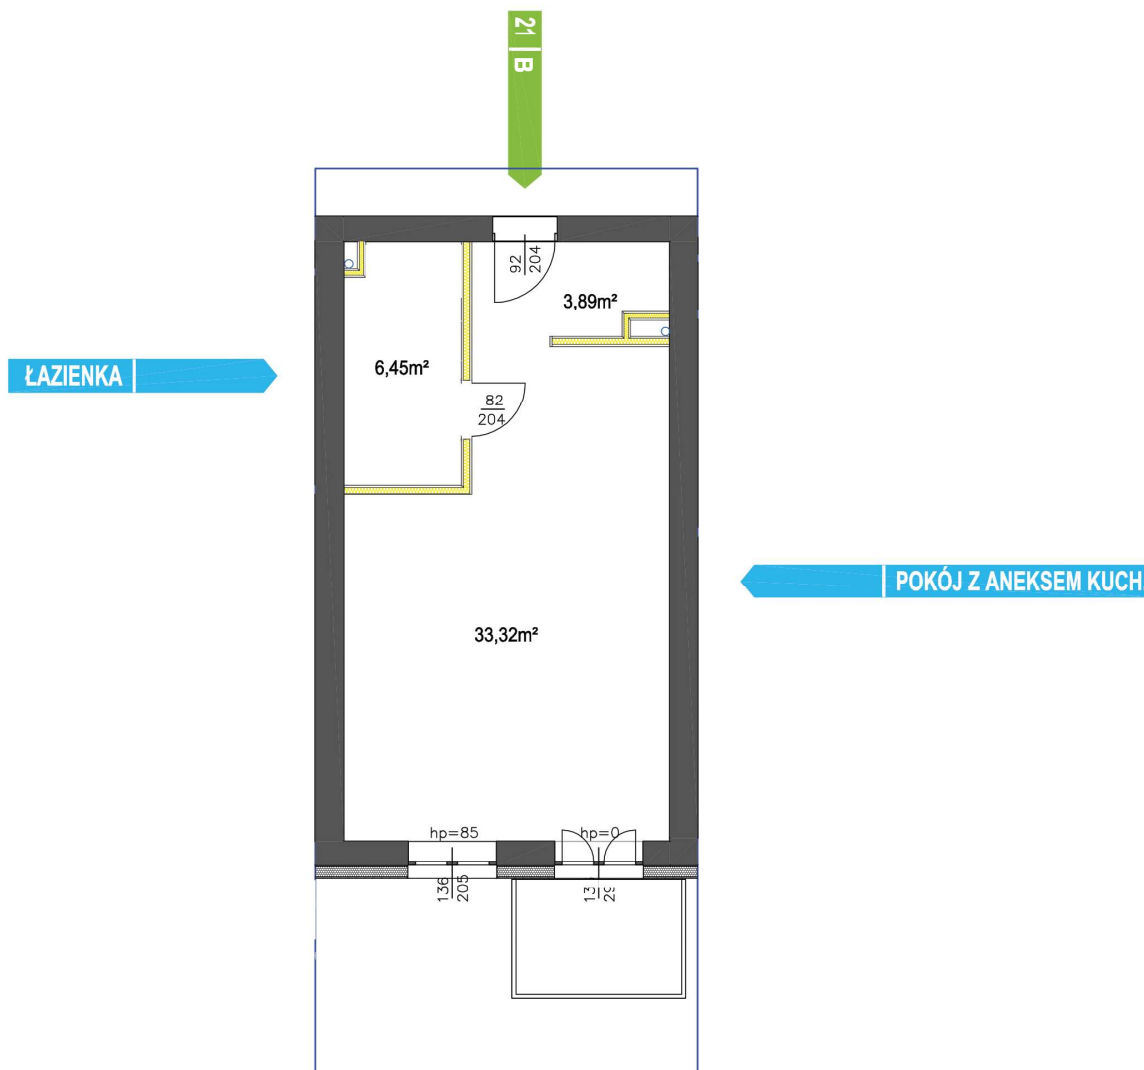 21 | B
92
204
3,89m²
6,45m²
ŁAZIENKA
82
204
POKÓJ Z ANEKSEM
33,32m²
hp=85
hp=0
136
205